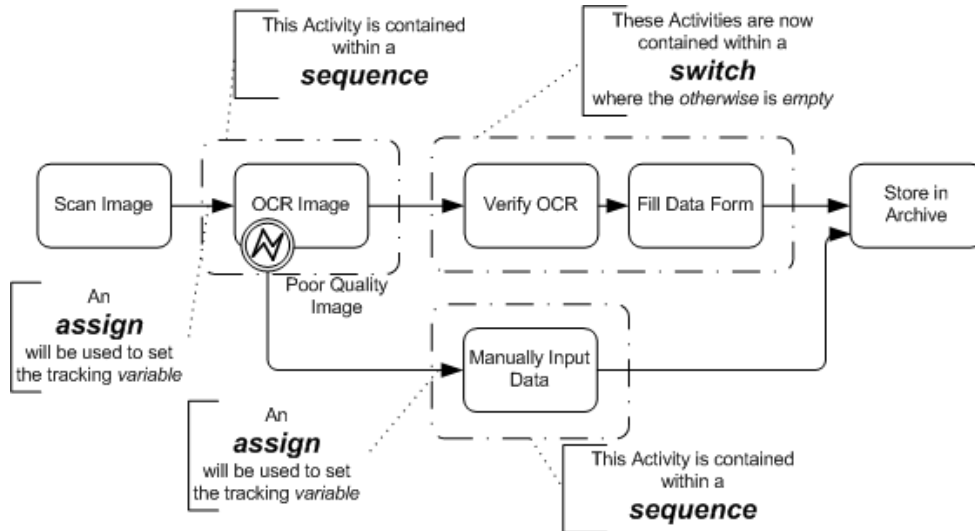 This Activity is contained
within a
sequence
These Activities are now
contained within a
switch
where the otherwise is empty
Scan Image
OCR Image
Verify OCR
Fill Data Form
Store in
Archive
Poor Quality
Image
An
assign
will be used to set
the tracking variable
Manually Input
Data
An
assign
will be used to set
the tracking variable
This Activity is contained
within a
sequence